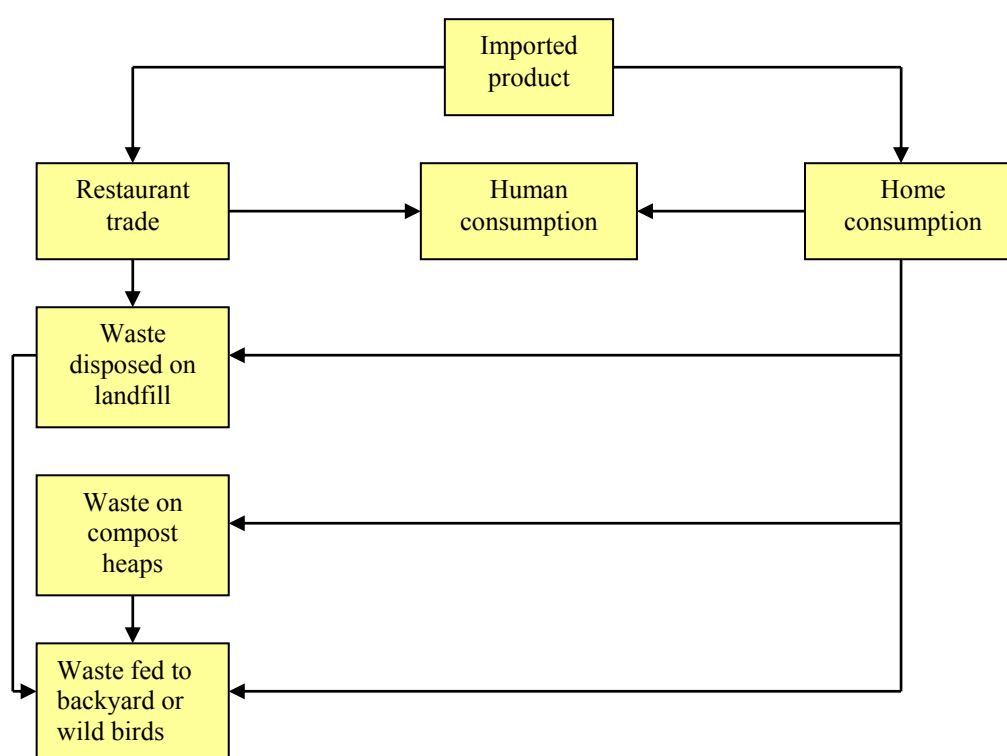 Imported
product
Restaurant
trade
Human
consumption
Home
consumption
Waste
disposed on
landfill
Waste on
compost
heaps
Waste fed to
backyard or
wild birds